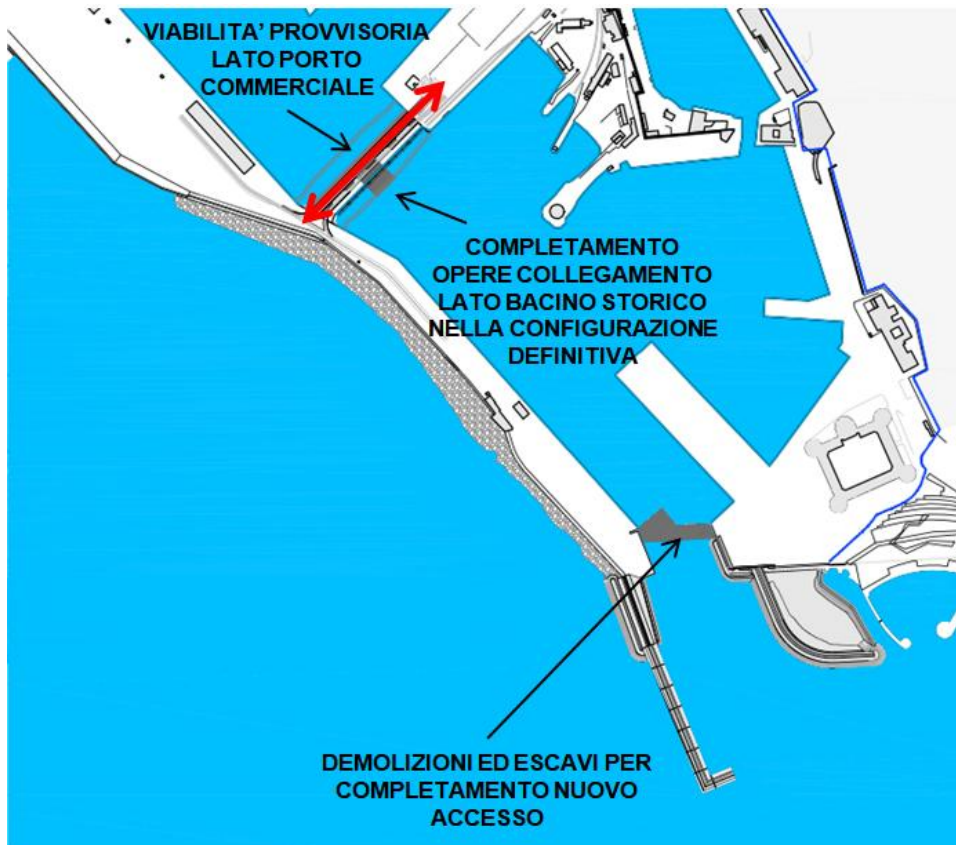 VIABILITA' PROVVISORIA
LATO PORTO
COMMERCIALE
COMPLETAMENTO
OPERE COLLEGAMENTO
LATO BACINO STORICO
NELLA CONFIGURAZIONE
DEFINITIVA
DEMOLIZIONI ED ESCAVI PER
COMPLETAMENTO NUOVO
ACCESSO